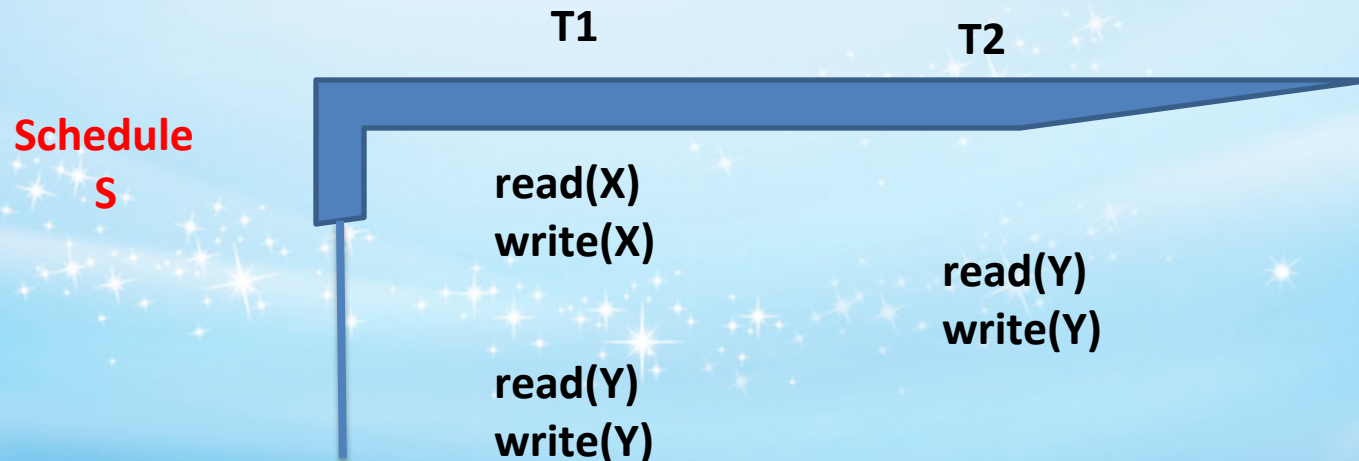 T1
T2
Schedule
S
read(X)
write(X)
read(Y)
write(Y)
read(Y)
write(Y)